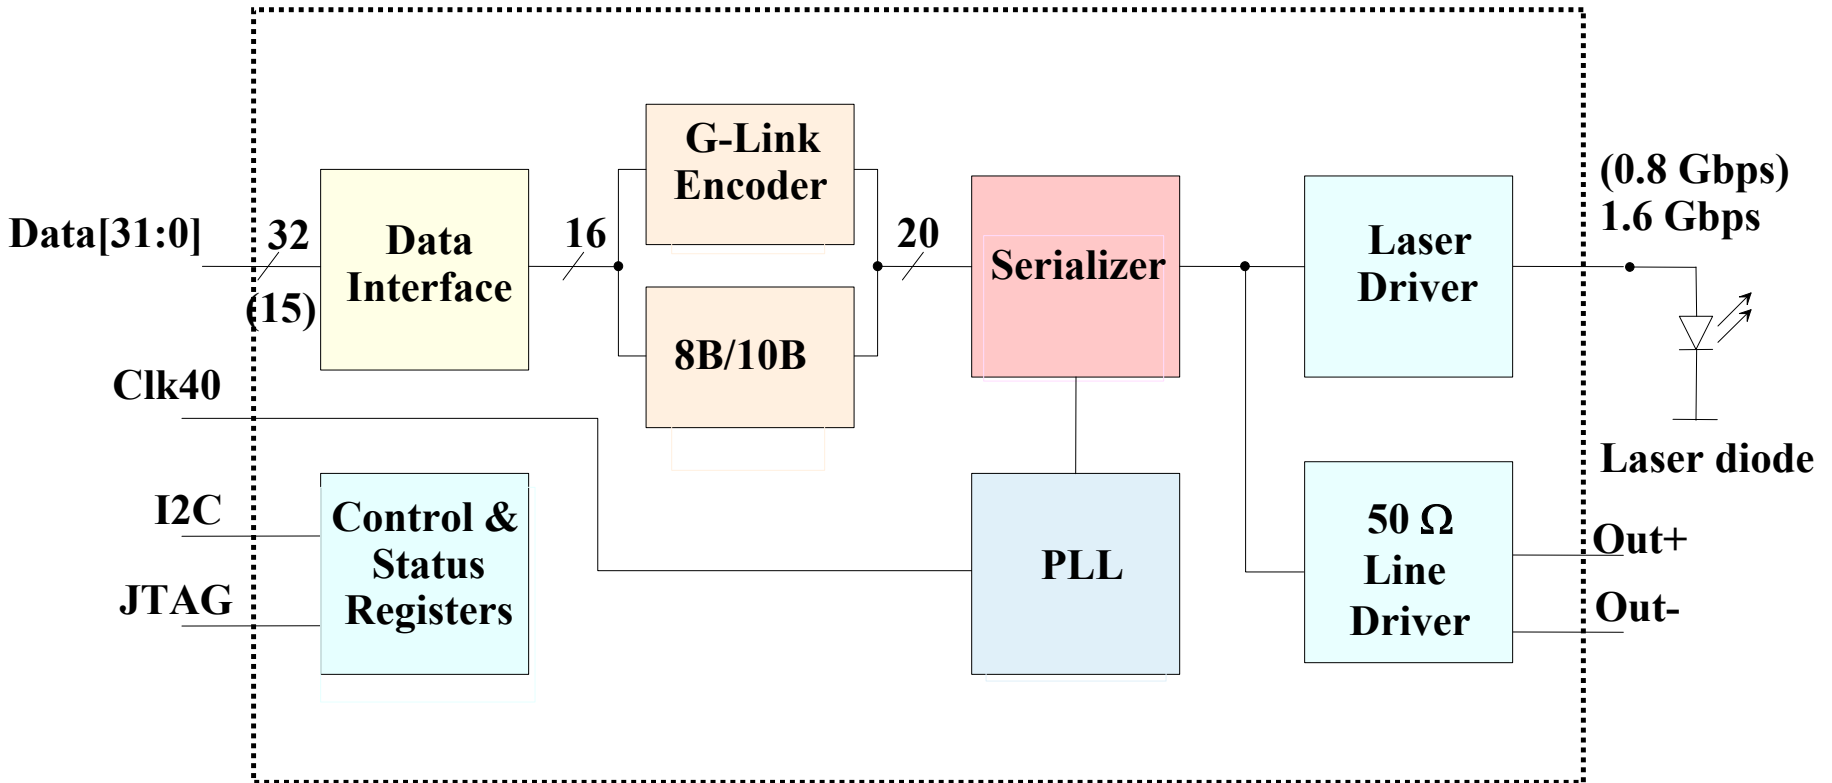 Data[31:0]
32
(15)
Data
Interface
16
G-Link
Encoder
8B/10B
20
Serializer
Laser
Driver
(0.8 Gbps)
1.6 Gbps
Laser diode
Clk40
I2C
JTAG
Control &
Status
Registers
PLL
50 Ω
Line
Driver
Out+
Out-